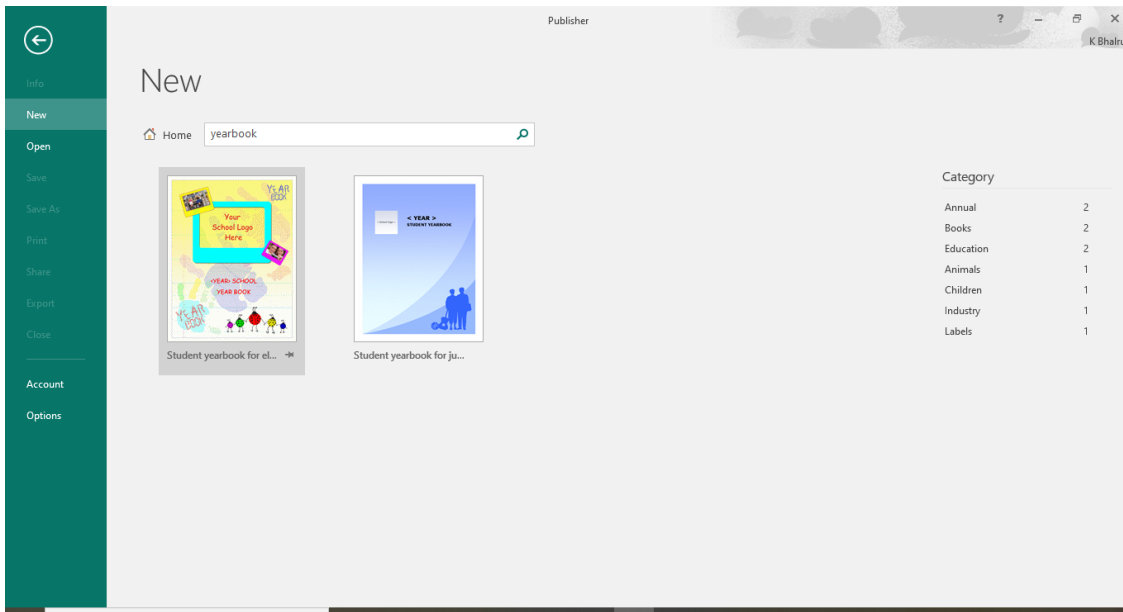 Publisher
?
K Bhalru
Info
New
Open
Save
Save As
Print
Share
Export
Close
Account
Options
New
Home
yearbook
YEAR
BOOK
Your
School Logo
Here
<YEAR> SCHOOL
YEAR BOOK
YEAR
BOOK
Student yearbook for el...
< YEAR >
STUDENT YEARBOOK
Student yearbook for ju...
Category
Annual 2
Books 2
Education 2
Animals 1
Children 1
Industry 1
Labels 1